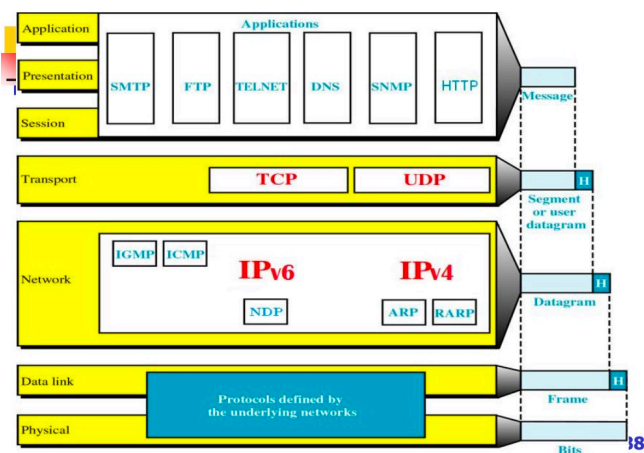 Application
Applications
Presentation
SMTP FTP TELNET DNS SNMP HTTP
Message
Session
Transport
TCP UDP
H
Segment
or user
datagram
IGMP ICMP
IPv6 IPv4
Network
H
NDP ARP RARP
Datagram
Data link
H
Protocols defined by
the underlying networks
Frame
Physical
Bits
38